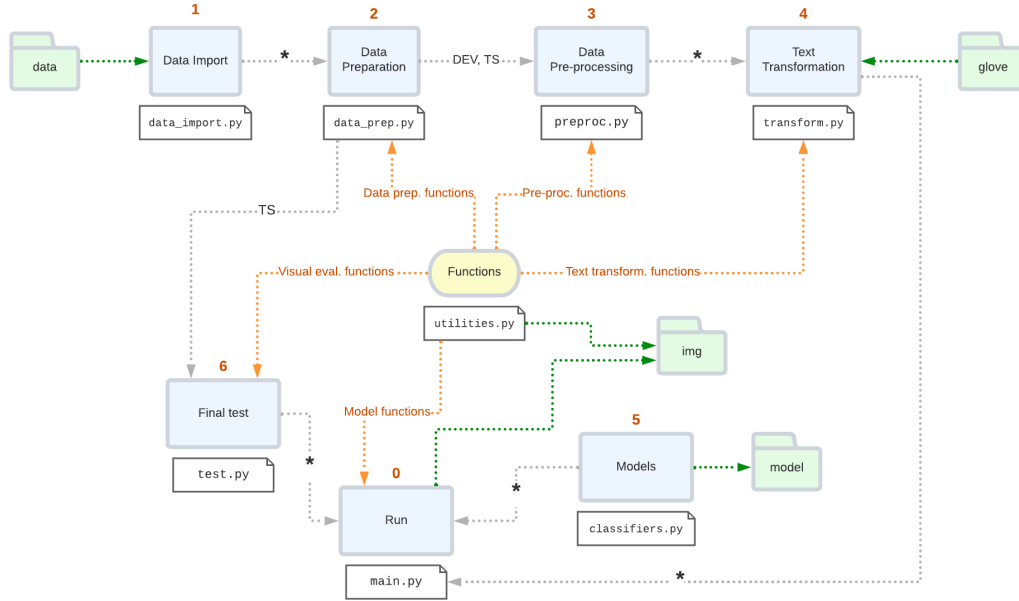 1
2
3
4
data
Data Import
*
Data
Preparation
DEV, TS
Data
Pre-processing
*
Text
Transformation
glove
data_import.py
data_prep.py
preproc.py
transform.py
Data prep. functions
Pre-proc. functions
TS
Visual eval. functions
Functions
Text transform. functions
utilities.py
img
6
Final test
Model functions
5
Models
model
test.py
*
0
Run
*
classifiers.py
main.py
*